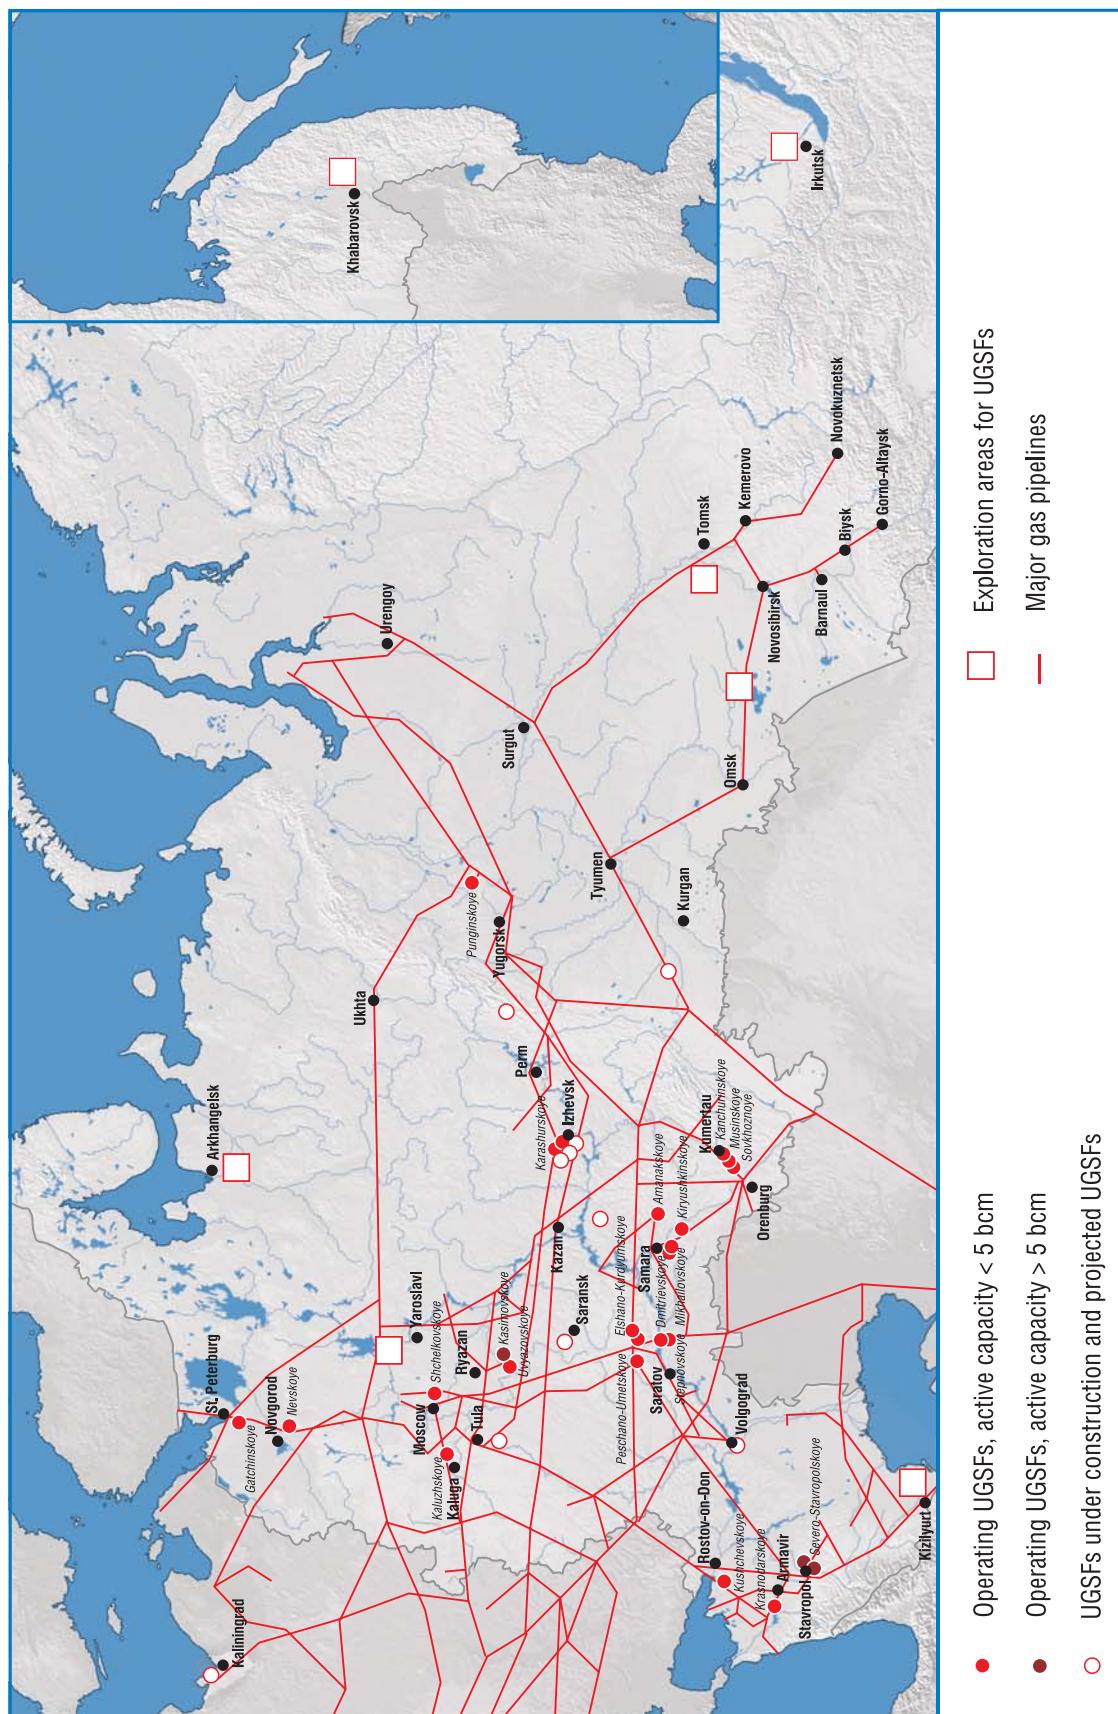 Kaliningrad
St. Peterburg
Gatchinskoye
Novgorod
Nevskoye
Arkhangelsk
Ukhta
Urengoy
Khabarovsk
Irkutsk
Yaroslavl
Shchelkovskoye
Moscow
Kaluzhskoye
Kaluga
Tula
Ryazan
Kasimovskoye
Uvyazovskoye
Saransk
Kazan
Karashurskoye
Izhevsk
Perm
Punginskoye
Yugorsk
Surgut
Tyumen
Kurgan
Omsk
Tomsk
Kemerovo
Novosibirsk
Barnaul
Biysk
Gorno-Altaysk
Novokuznetsk
Peschano-Umetskoye
Elshano-Kurdyumskoye
Saratov
Stepnovskoye
Dmitrievskoye
Mikhailovskoye
Samara
Amanakskoye
Kiryushkinskoye
Kumertau
Kanchurinskoye
Musinskoye
Sovkhoznoye
Orenburg
Volgograd
Rostov-on-Don
Kushchevskoye
Krasnodarskoye
Armavir
Stavropol
Severo-Stavropolskoye
Kizilyurt
Operating UGSFs, active capacity < 5 bcm
Operating UGSFs, active capacity > 5 bcm
UGSFs under construction and projected UGSFs
Exploration areas for UGSFs
Major gas pipelines